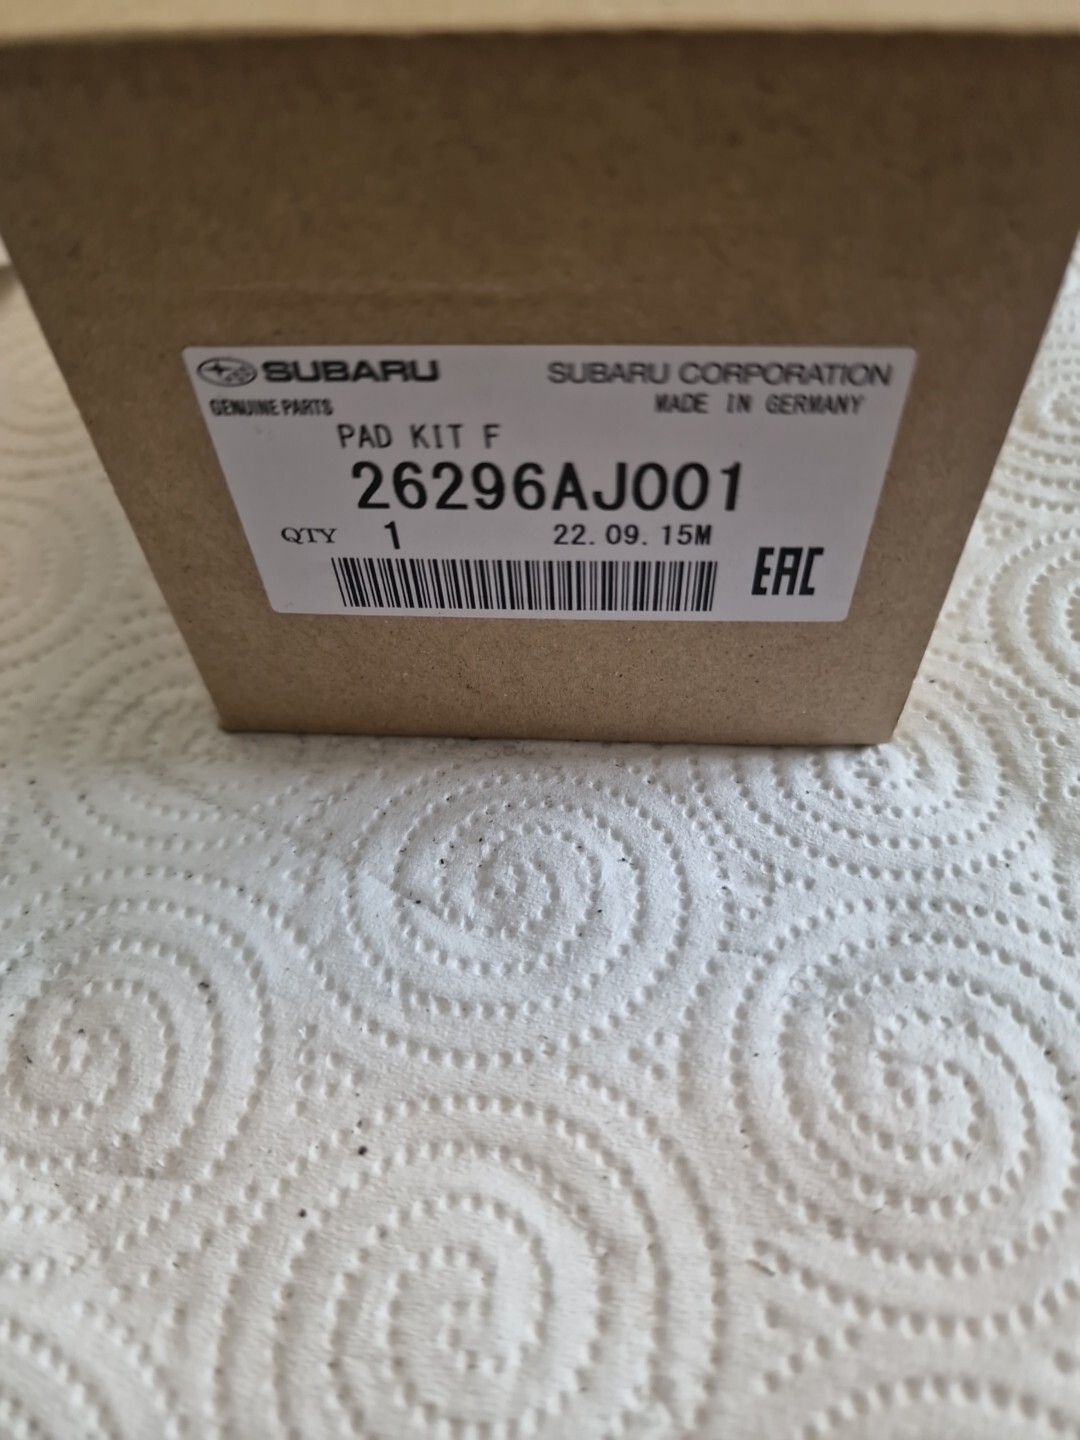 SUBARU SUBARU CORPORATION
GENUINE PARTS MADE IN GERMANY
PAD KIT F
26296AJ001
QTY 1 22.09.15M
EAC